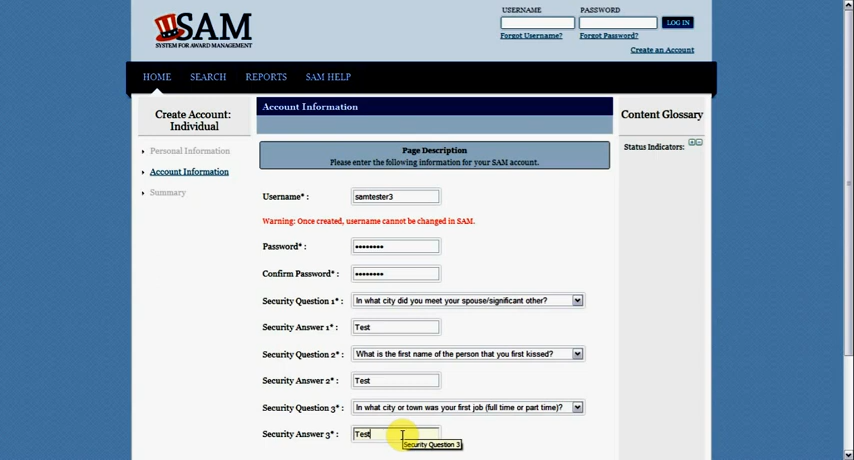 SAM
SYSTEM FOR AWARD MANAGEMENT
USERNAME
PASSWORD
LOG IN
Forgot Username?
Forgot Password?
Create an Account
HOME
SEARCH
REPORTS
SAM HELP
Create Account:
Individual
Personal Information
Account Information
Summary
Account Information
Page Description
Please enter the following information for your SAM account.
Username* :
samtester3
Warning: Once created, username cannot be changed in SAM.
Password* :
••••••••
Confirm Password* :
••••••••
Security Question 1* :
In what city did you meet your spouse/significant other?
Security Answer 1* :
Test
Security Question 2* :
What is the first name of the person that you first kissed?
Security Answer 2* :
Test
Security Question 3* :
In what city or town was your first job (full time or part time)?
Security Answer 3* :
Test
Security Question 3
Content Glossary
Status Indicators: